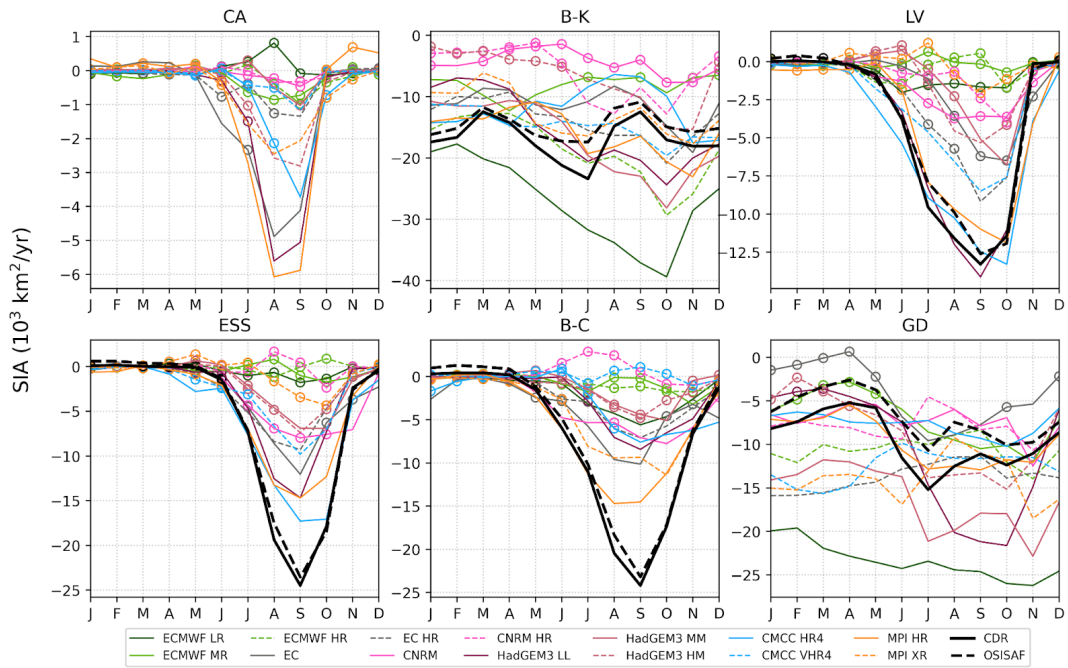 CA B-K LV
1 0 −1 −2 −3 −4 −5 −6
J F M A M J J A S O N D
0 −10 −20 −30 −40
J F M A M J J A S O N D
0.0 −2.5 −5.0 −7.5 −10.0 −12.5
J F M A M J J A S O N D
SIA (10³ km²/yr)
ESS B-C GD
0 −5 −10 −15 −20 −25
J F M A M J J A S O N D
0 −5 −10 −15 −20 −25
J F M A M J J A S O N D
0 −5 −10 −15 −20 −25
J F M A M J J A S O N D
ECMWF LR ECMWF HR EC HR CNRM HR HadGEM3 MM CMCC HR4 MPI HR CDR
ECMWF MR EC CNRM HadGEM3 LL HadGEM3 HM CMCC VHR4 MPI XR OSISAF